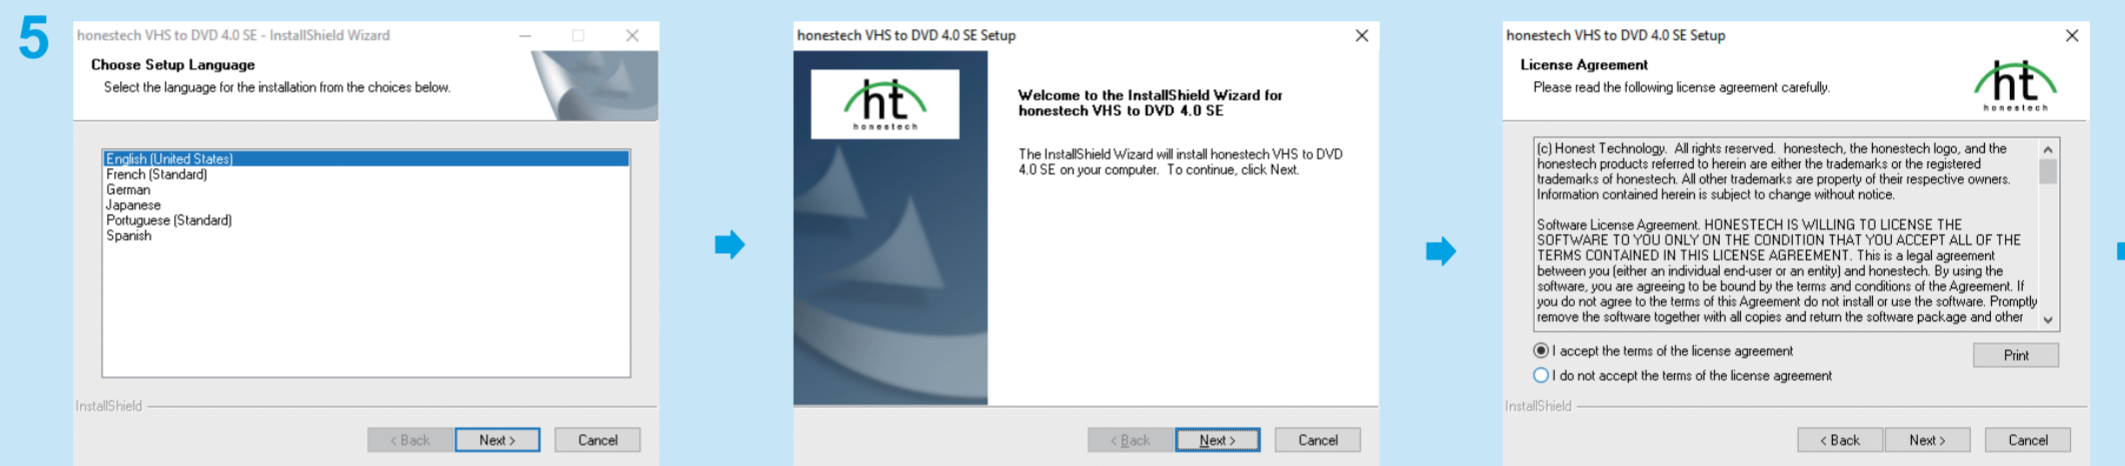 5
honestech VHS to DVD 4.0 SE - InstallShield Wizard
Choose Setup Language
Select the language for the installation from the choices below.
English (United States)
French (Standard)
German
Japanese
Portuguese (Standard)
Spanish
InstallShield
< Back
Next >
Cancel
honestech VHS to DVD 4.0 SE Setup
ht
honestech
Welcome to the InstallShield Wizard for
honestech VHS to DVD 4.0 SE
The InstallShield Wizard will install honestech VHS to DVD
4.0 SE on your computer. To continue, click Next.
< Back
Next >
Cancel
honestech VHS to DVD 4.0 SE Setup
License Agreement
Please read the following license agreement carefully.
ht
honestech
(c) Honest Technology. All rights reserved. honestech, the honestech logo, and the
honestech products referred to herein are either the trademarks or the registered
trademarks of honestech. All other trademarks are property of their respective owners.
Information contained herein is subject to change without notice.
Software License Agreement. HONESTECH IS WILLING TO LICENSE THE
SOFTWARE TO YOU ONLY ON THE CONDITION THAT YOU ACCEPT ALL OF THE
TERMS CONTAINED IN THIS LICENSE AGREEMENT. This is a legal agreement
between you (either an individual end-user or an entity) and honestech. By using the
software, you are agreeing to be bound by the terms and conditions of the Agreement. If
you do not agree to the terms of this Agreement do not install or use the software. Promptly
remove the software together with all copies and return the software package and other
I accept the terms of the license agreement
Print
I do not accept the terms of the license agreement
InstallShield
< Back
Next >
Cancel